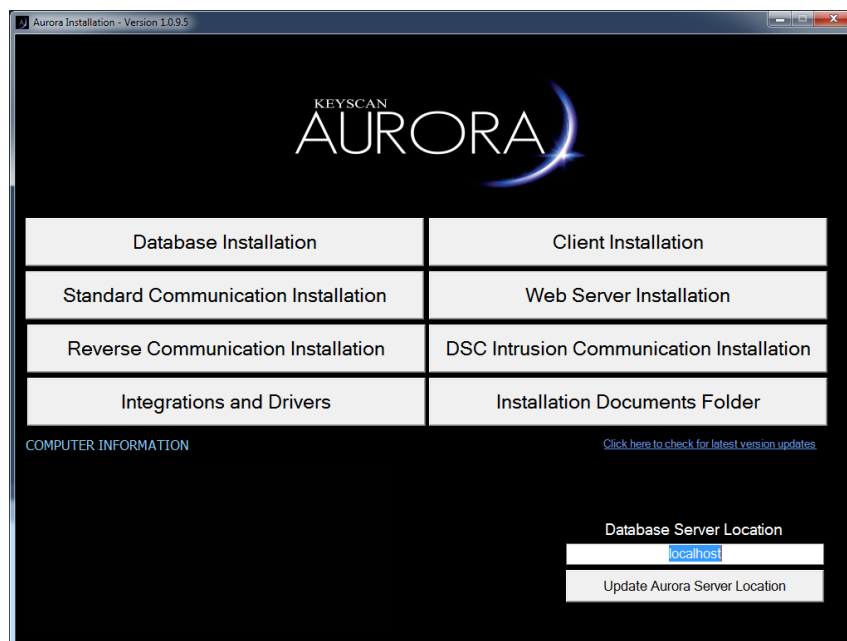 Aurora Installation - Version 1.0.9.5
KEYSCAN
AURORA
Database Installation
Client Installation
Standard Communication Installation
Web Server Installation
Reverse Communication Installation
DSC Intrusion Communication Installation
Integrations and Drivers
Installation Documents Folder
COMPUTER INFORMATION
Click here to check for latest version updates
Database Server Location
localhost
Update Aurora Server Location